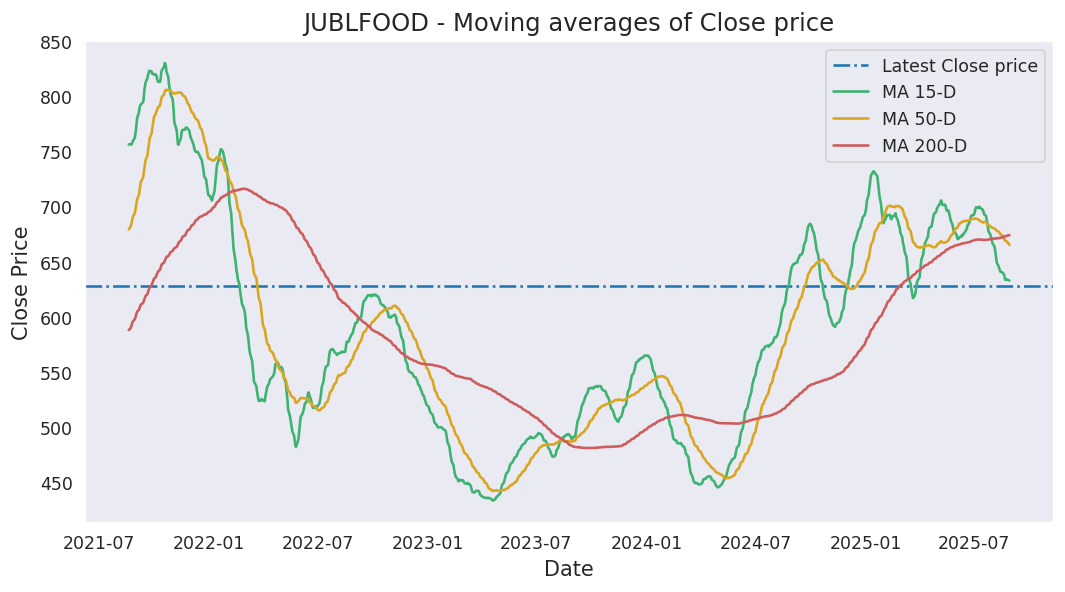 JUBLFOOD - Moving averages of Close price
850
800
750
700
650
600
550
500
450
Close Price
Latest Close price
MA 15-D
MA 50-D
MA 200-D
2021-07 2022-01 2022-07 2023-01 2023-07 2024-01 2024-07 2025-01 2025-07
Date